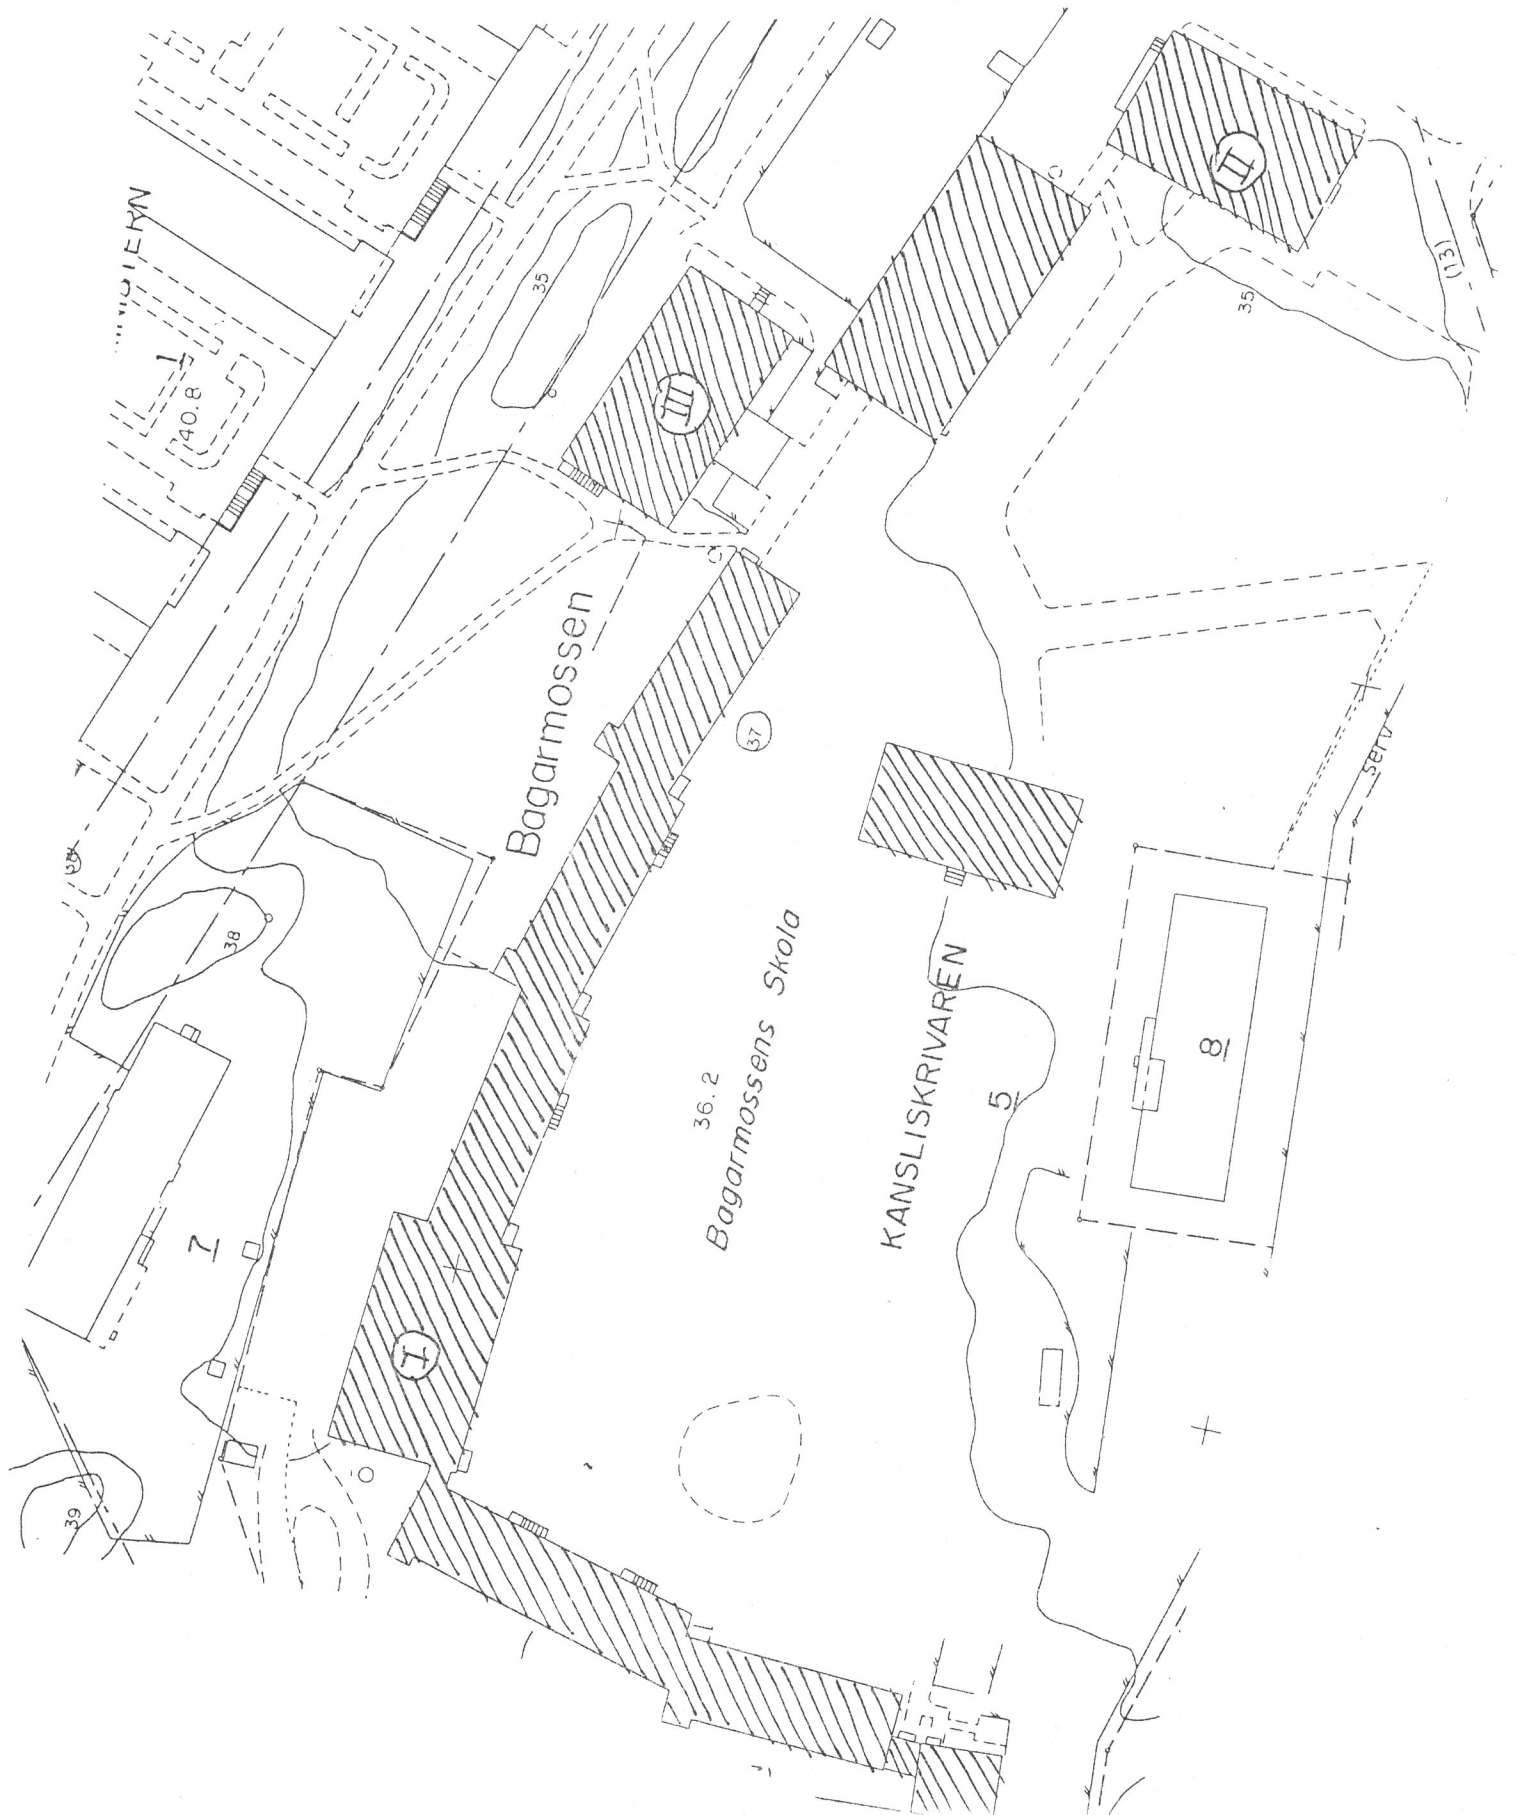 II
(13)
35
35
III
1
40.8
Bagarmossen
37
serv
38
36.2
Bagarmossens Skola
KANSLISKRIVAREN
5
8
7
I
39